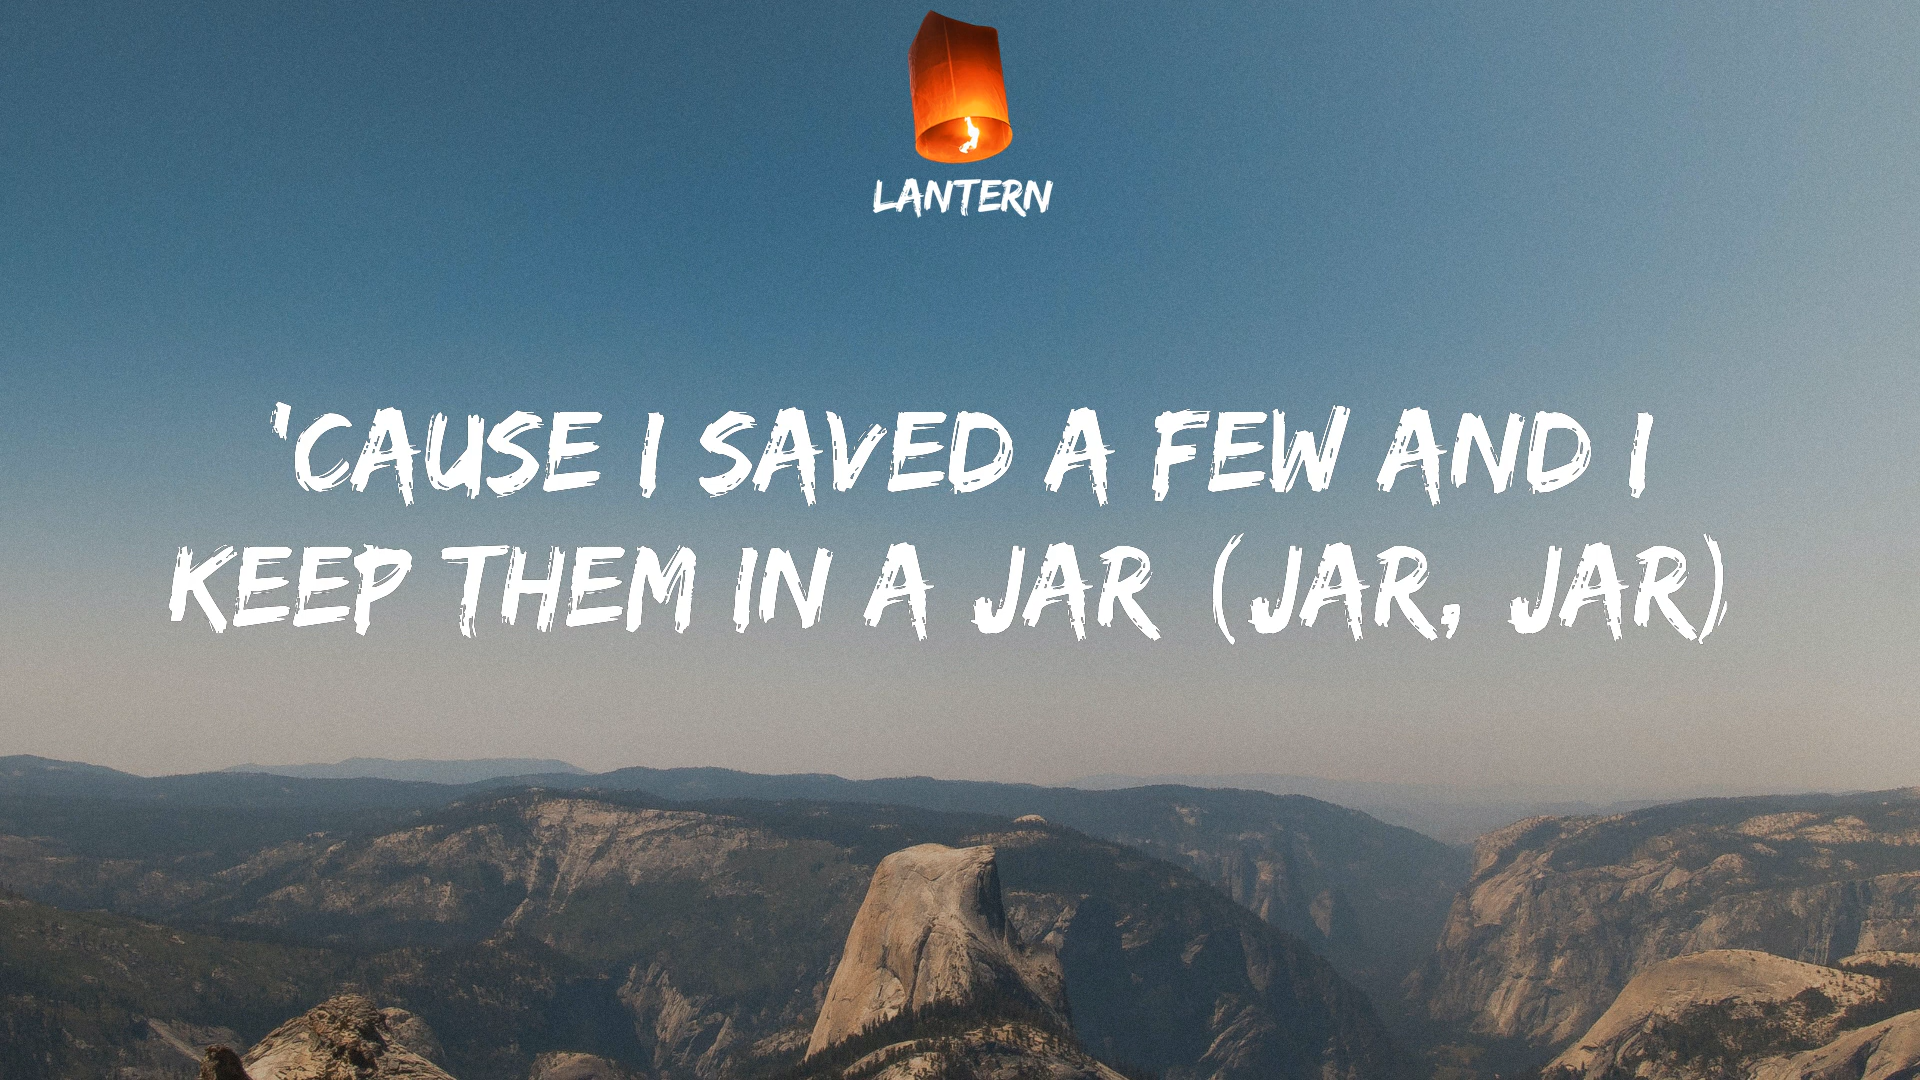 LANTERN
'CAUSE I SAVED A FEW AND I
KEEP THEM IN A JAR (JAR, JAR)